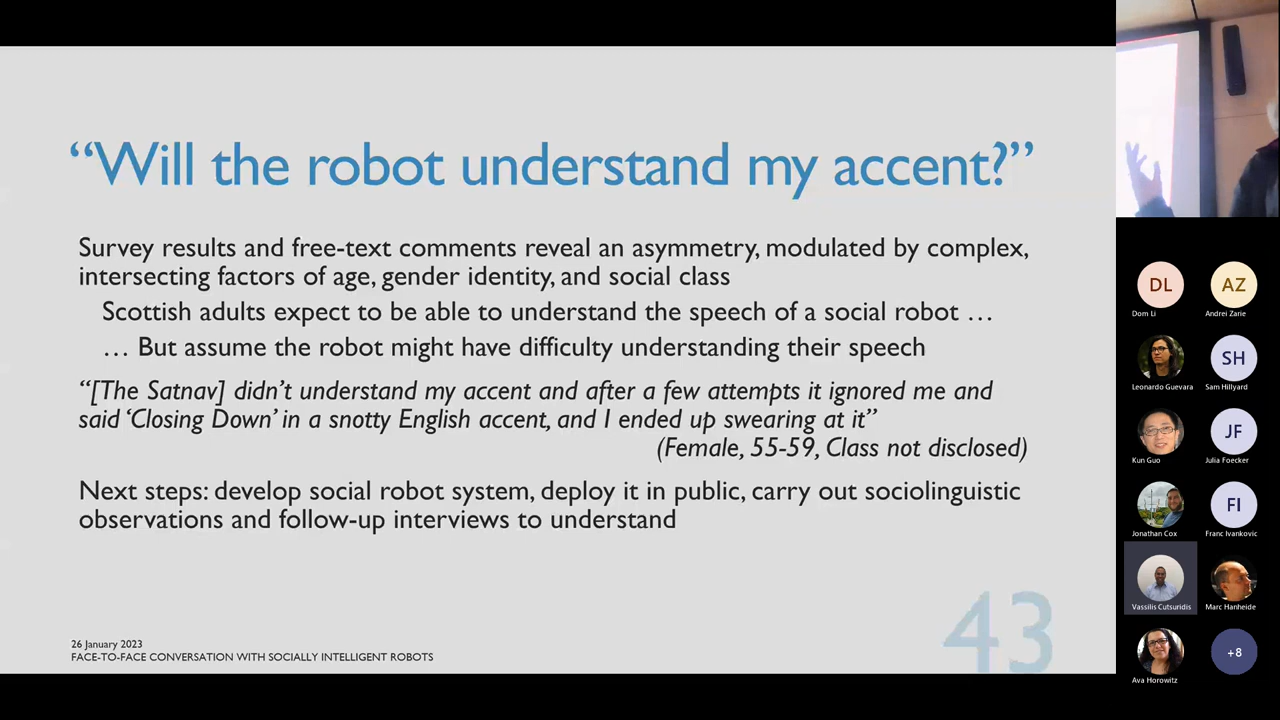 “Will the robot understand my accent?”
Survey results and free-text comments reveal an asymmetry, modulated by complex,
intersecting factors of age, gender identity, and social class
Scottish adults expect to be able to understand the speech of a social robot …
… But assume the robot might have difficulty understanding their speech
“[The Satnav] didn’t understand my accent and after a few attempts it ignored me and
said ‘Closing Down’ in a snotty English accent, and I ended up swearing at it”
(Female, 55-59, Class not disclosed)
Next steps: develop social robot system, deploy it in public, carry out sociolinguistic
observations and follow-up interviews to understand
43
26 January 2023
FACE-TO-FACE CONVERSATION WITH SOCIALLY INTELLIGENT ROBOTS
DL
AZ
Dom Li
Andrei Zarie
SH
Leonardo Guevara
Sam Hillyard
JF
Kun Guo
Julia Foecker
FI
Jonathan Cox
Franc Ivankovic
Vassilis Cutsuridis
Marc Hanheide
+8
Ava Horowitz